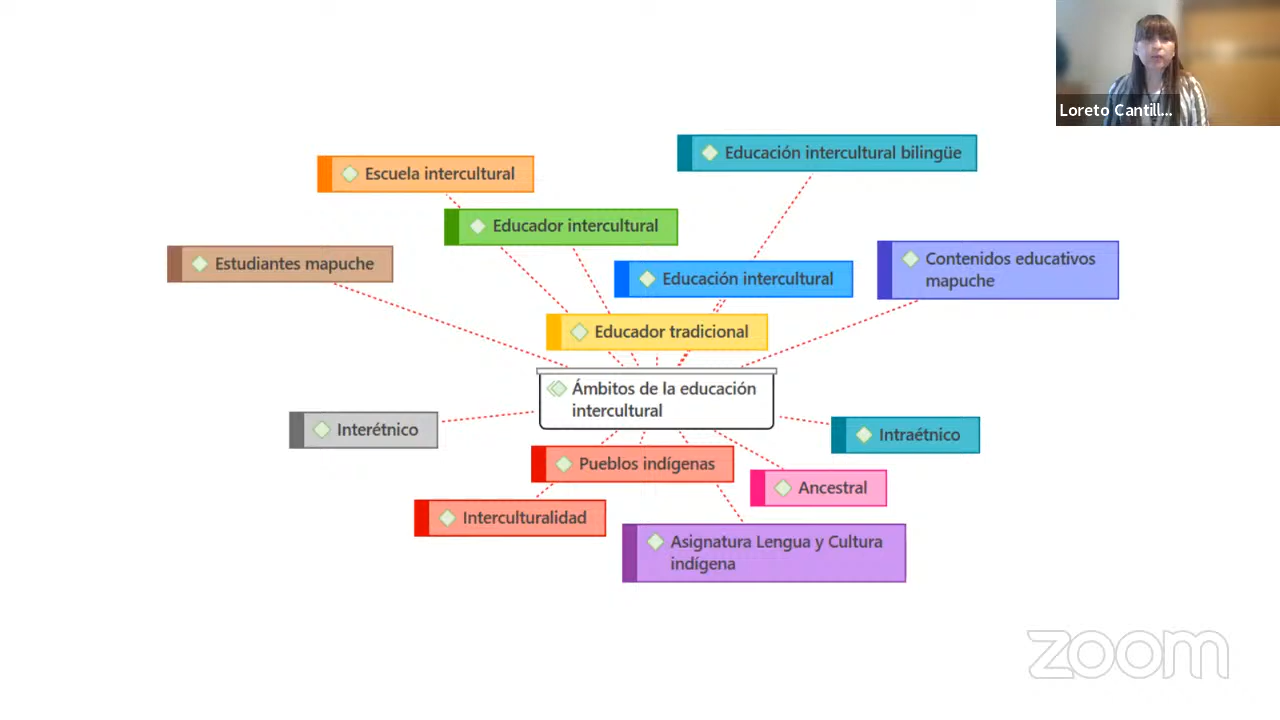 Loreto Cantill...
Educación intercultural bilingüe
Escuela intercultural
Educador intercultural
Estudiantes mapuche
Educación intercultural
Contenidos educativos
mapuche
Educador tradicional
Ámbitos de la educación
intercultural
Interétnico
Intraétnico
Pueblos indígenas
Ancestral
Interculturalidad
Asignatura Lengua y Cultura
indígena
zoom